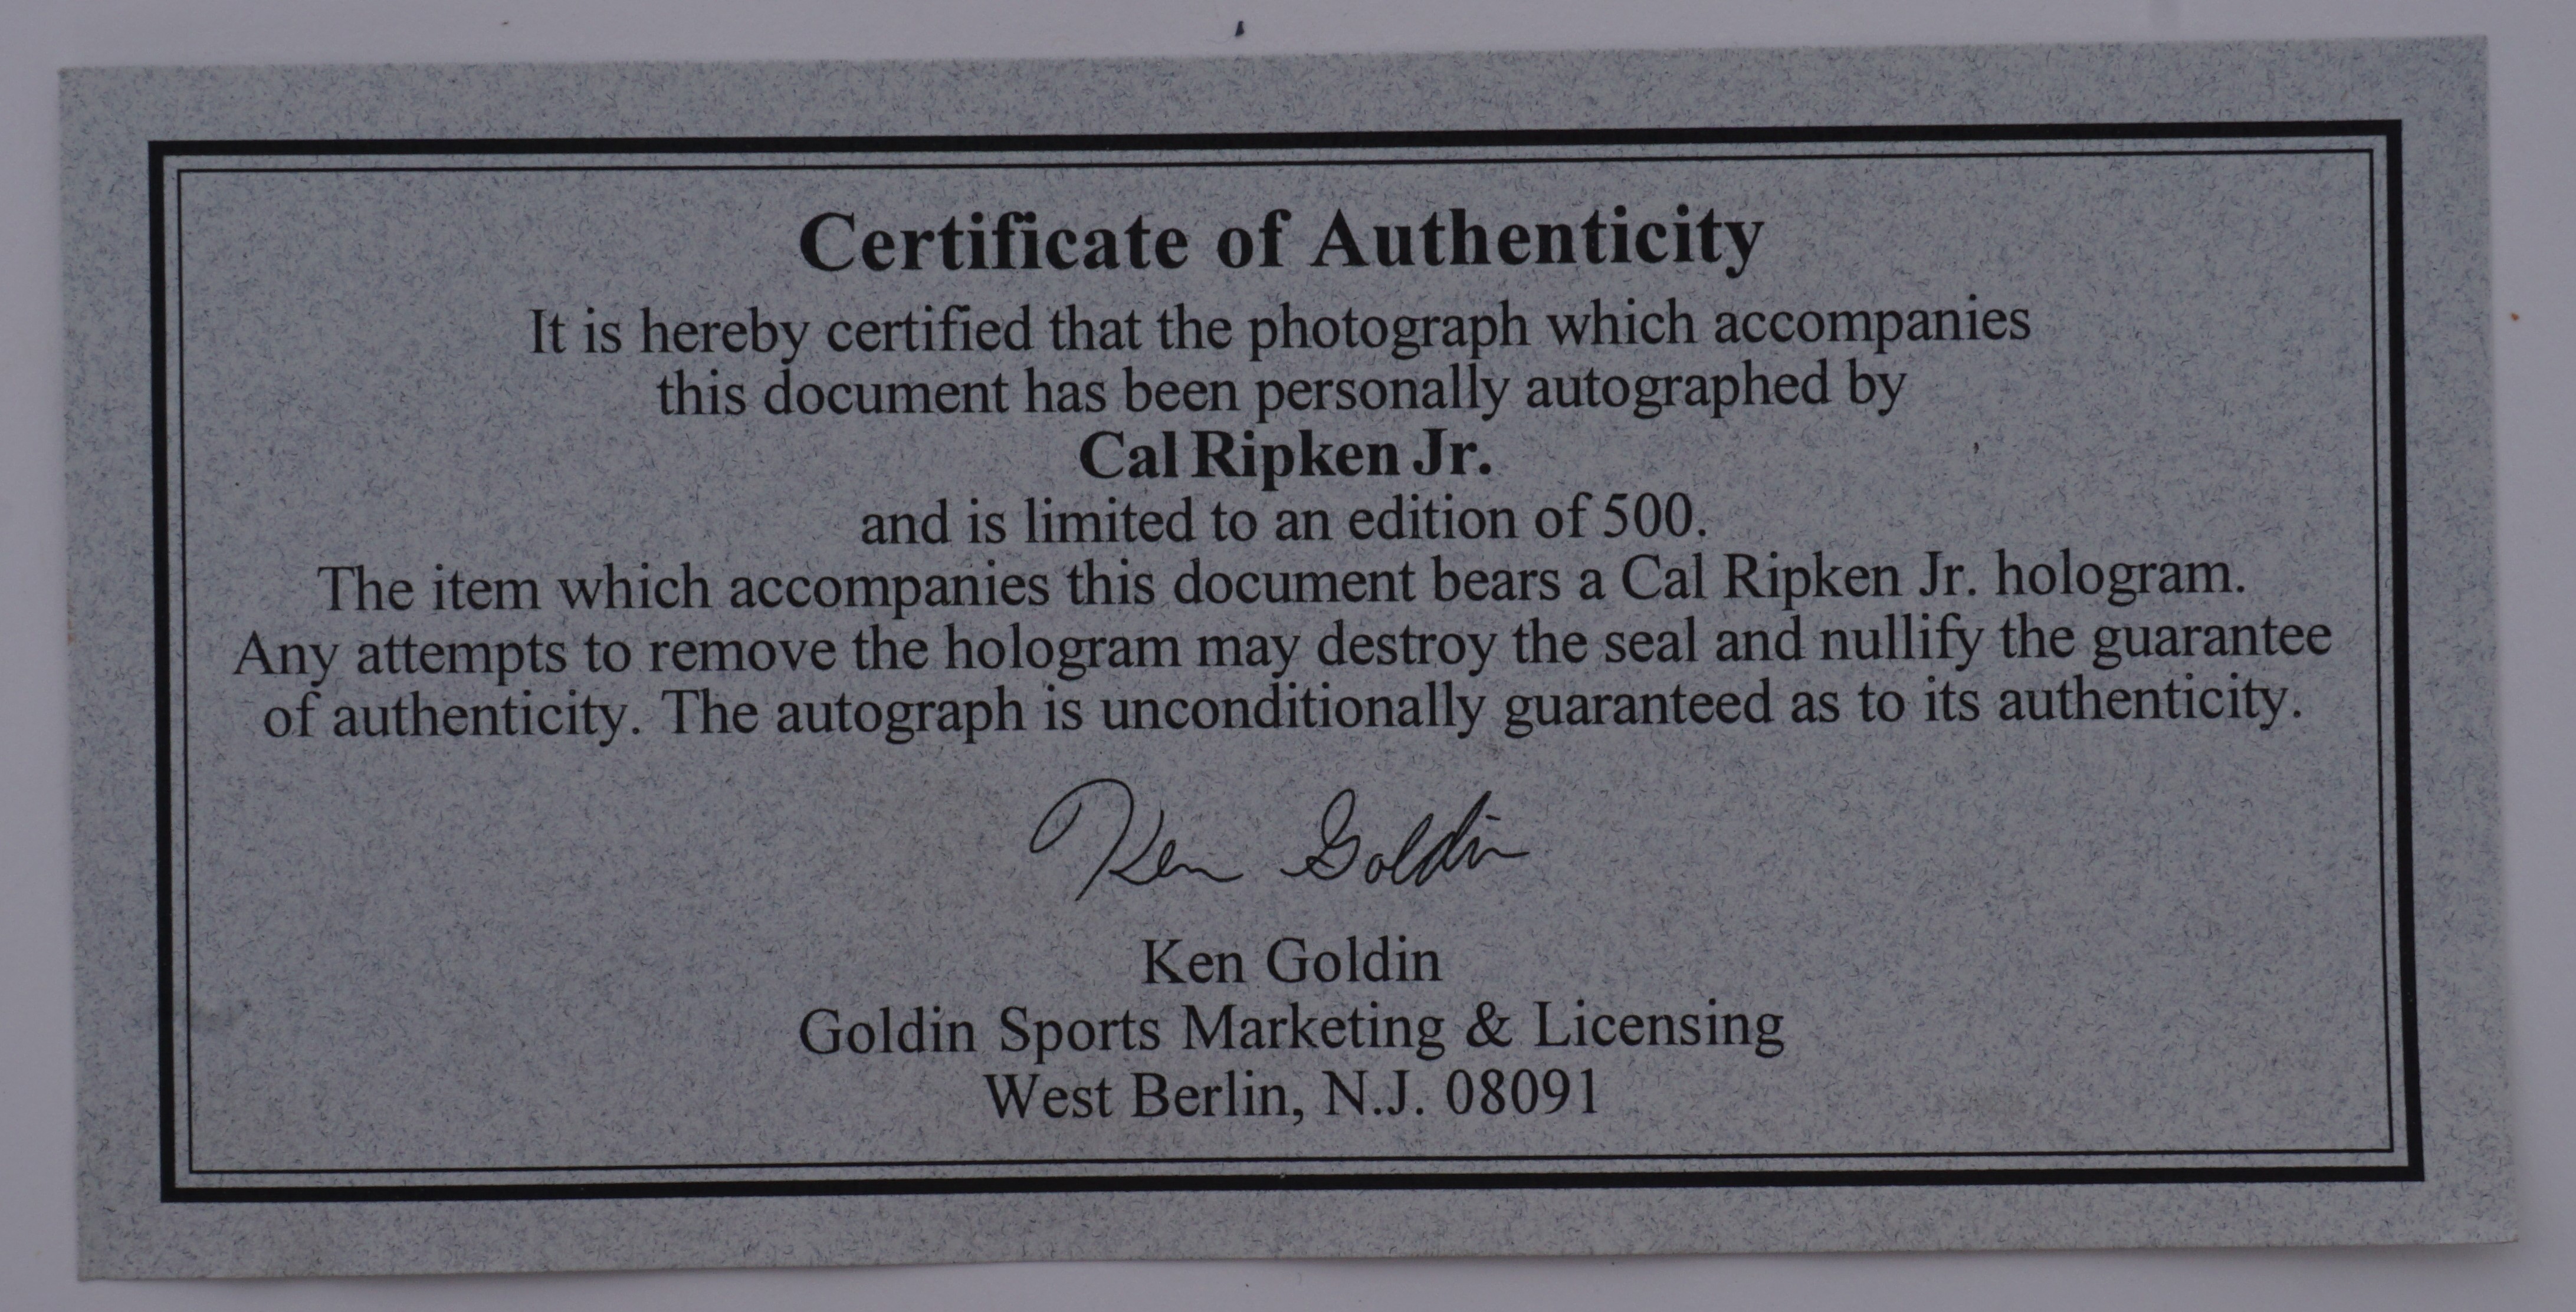 Certificate of Authenticity
It is hereby certified that the photograph which accompanies
this document has been personally autographed by
Cal Ripken Jr.
and is limited to an edition of 500.
The item which accompanies this document bears a Cal Ripken Jr. hologram.
Any attempts to remove the hologram may destroy the seal and nullify the guarantee
of authenticity. The autograph is unconditionally guaranteed as to its authenticity.
Ken Goldin
Ken Goldin
Goldin Sports Marketing & Licensing
West Berlin, N.J. 08091